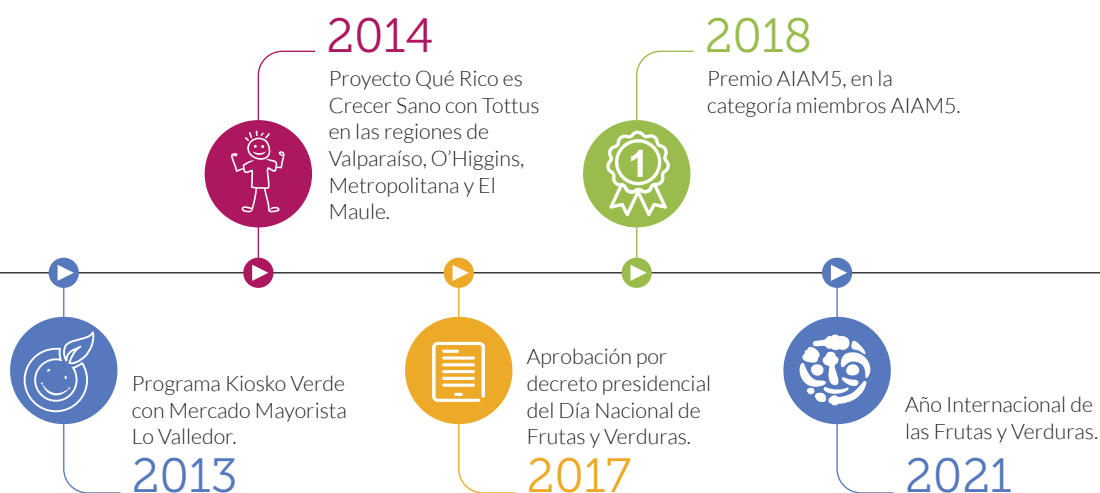 2014
Proyecto Qué Rico es
Crecer Sano con Tottus
en las regiones de
Valparaíso, O'Higgins,
Metropolitana y El
Maule.
2018
Premio AIAM5, en la
categoría miembros AIAM5.
1
Programa Kiosko Verde
con Mercado Mayorista
Lo Valledor.
2013
Aprobación por
decreto presidencial
del Día Nacional de
Frutas y Verduras.
2017
Año Internacional de
las Frutas y Verduras.
2021